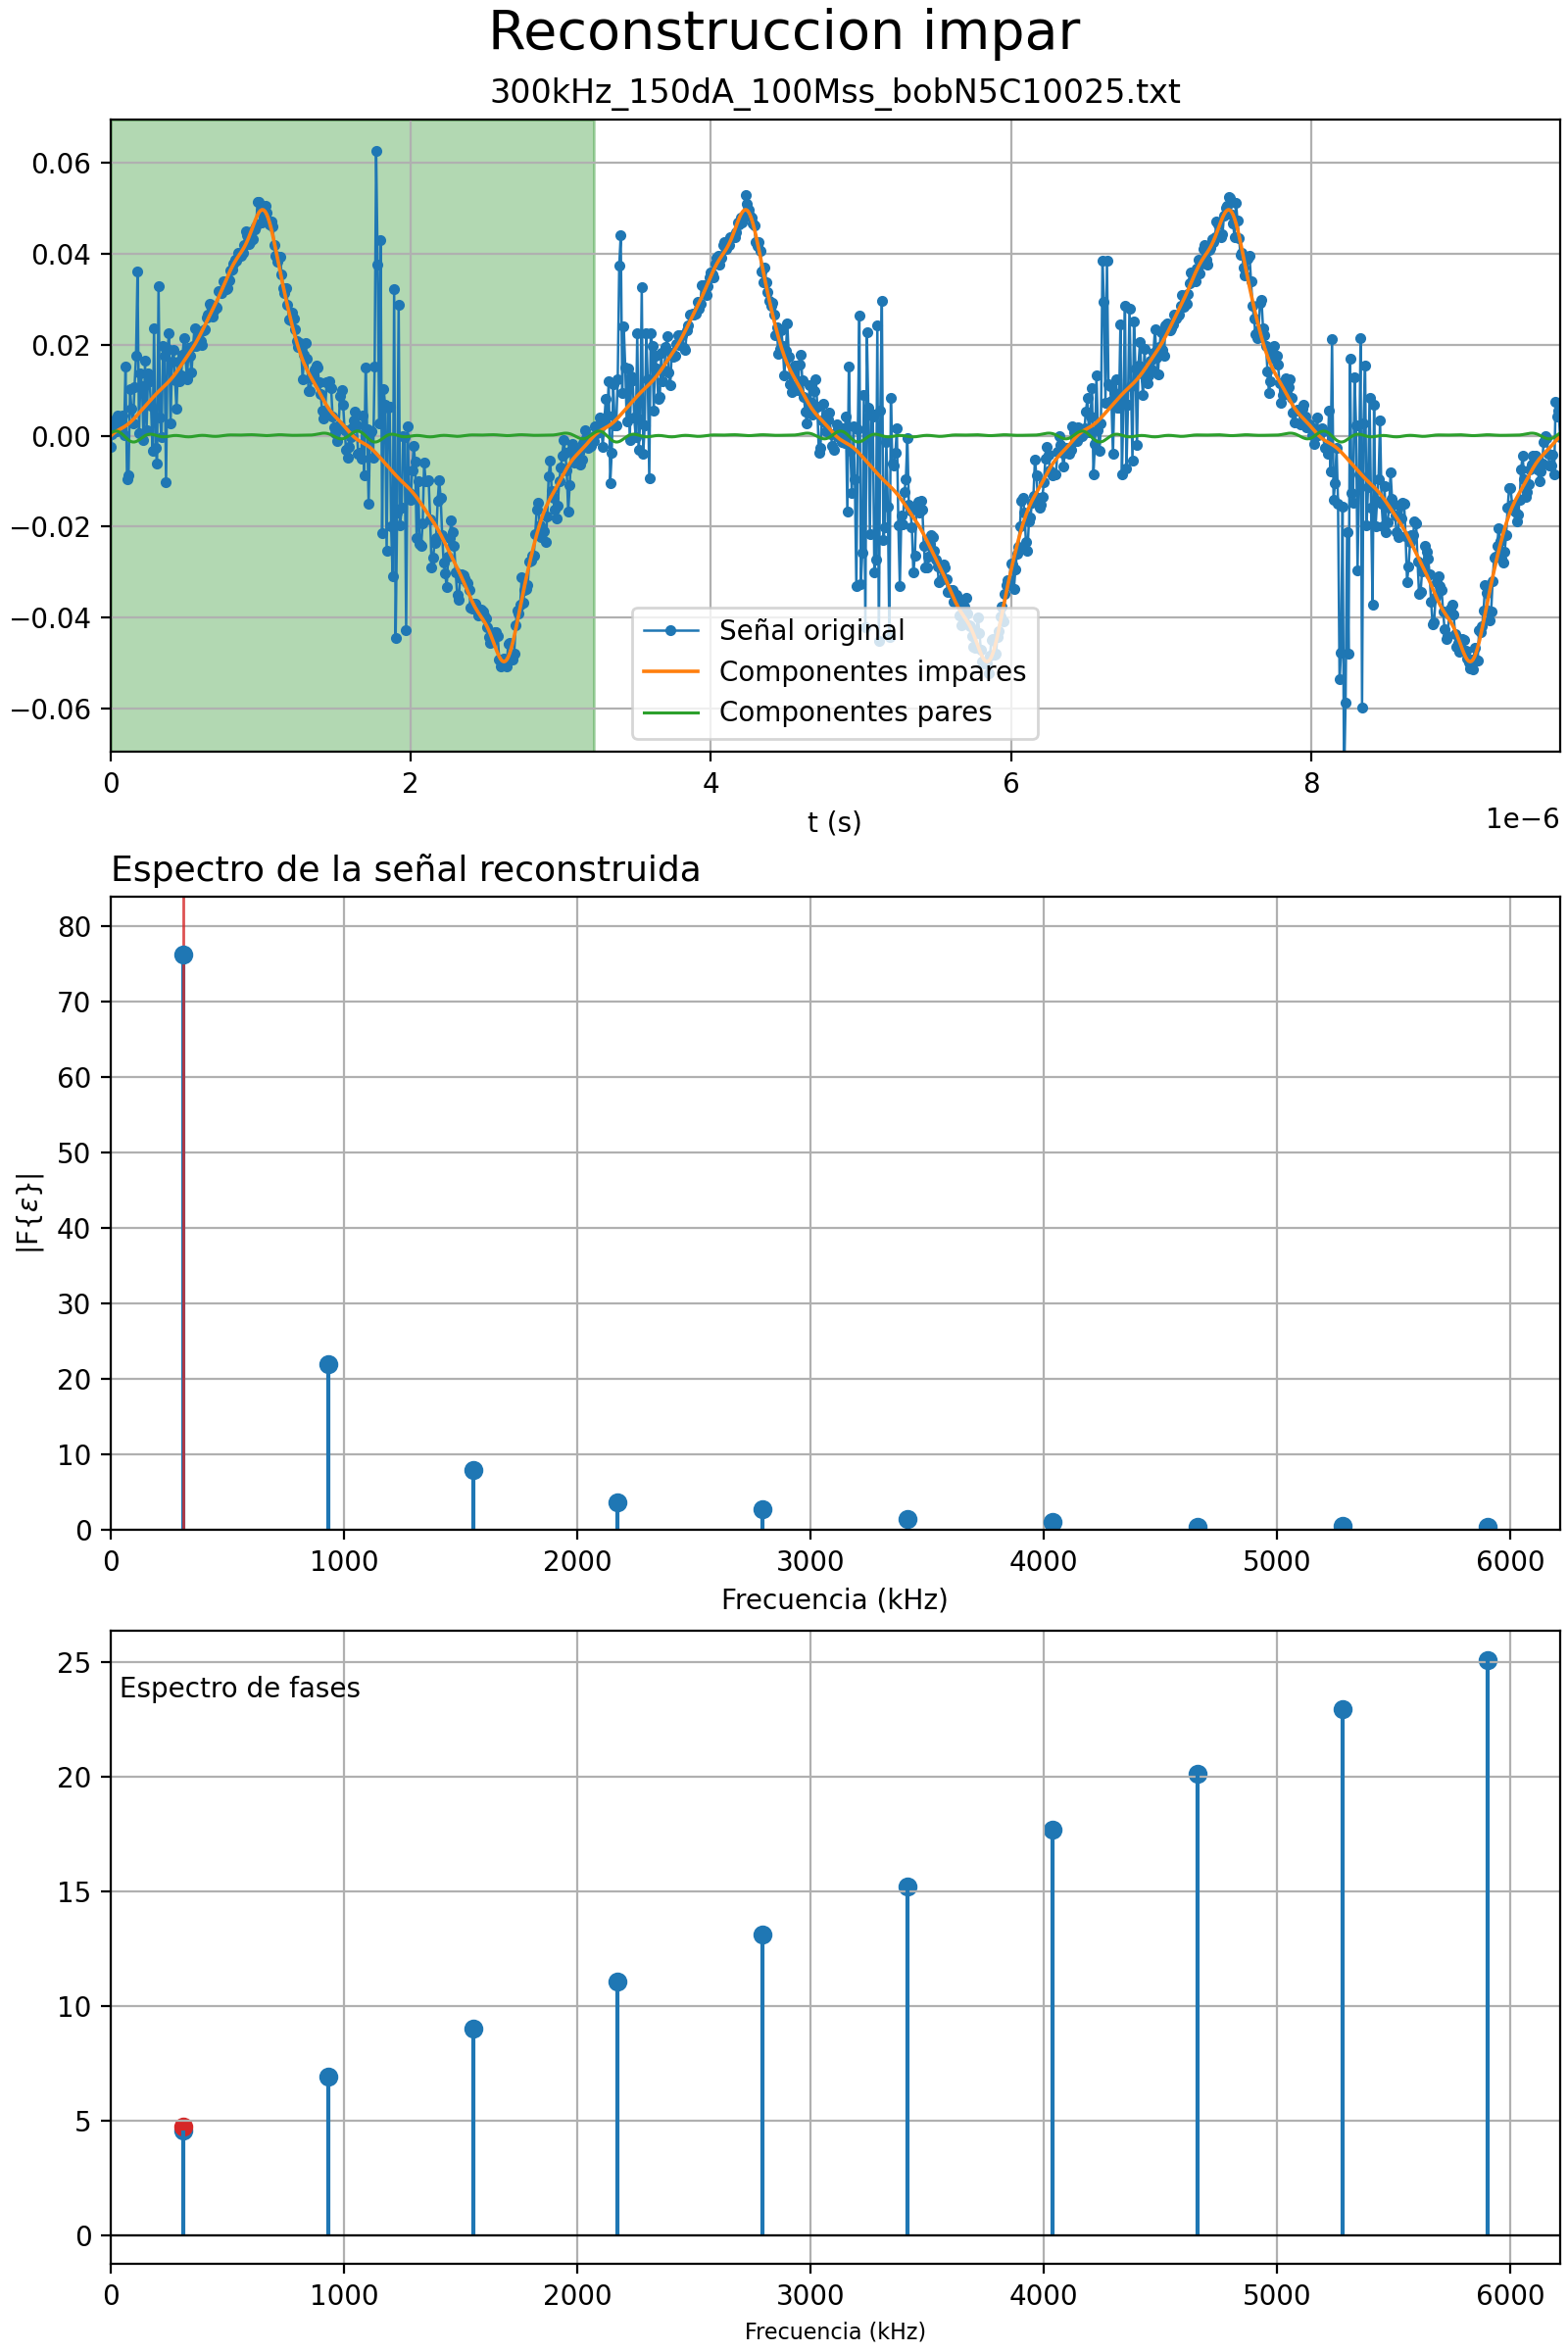 Reconstruccion impar
300kHz_150dA_100Mss_bobN5C10025.txt
0.06
0.04
0.02
0.00
−0.02
−0.04
−0.06
Señal original
Componentes impares
Componentes pares
0 2 4 6 8
1e−6
t (s)
Espectro de la señal reconstruida
80
70
60
50
40
30
20
10
0
|F{ε}|
0 1000 2000 3000 4000 5000 6000
Frecuencia (kHz)
Espectro de fases
25
20
15
10
5
0
0 1000 2000 3000 4000 5000 6000
Frecuencia (kHz)